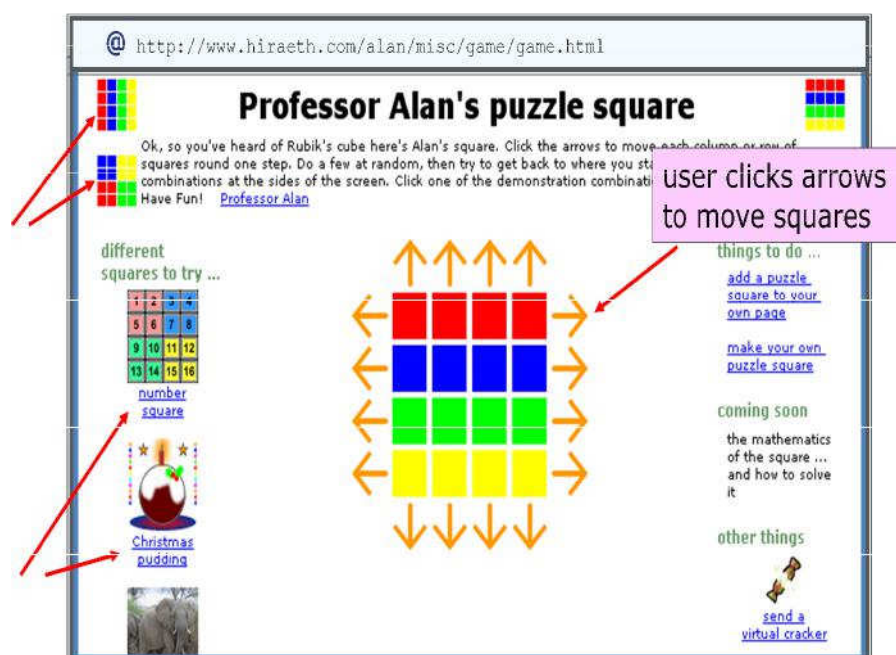 @ http://www.hiraeth.com/alan/misc/game/game.html
Professor Alan's puzzle square
Ok, so you've heard of Rubik's cube here's Alan's square. Click the arrows to move each column or row of
squares round one step. Do a few at random, then try to get back to where you
combinations at the sides of the screen. Click one of the demonstration
Have Fun! Professor Alan
user clicks arrows
to move squares
different
squares to try ...
1 2 3 4
5 6 7 8
9 10 11 12
13 14 15 16
number
square
Christmas
pudding
things to do ...
add a puzzle
square to your
own page
make your own
puzzle square
coming soon
the mathematics
of the square ...
and how to solve
it
other things
send a
virtual cracker